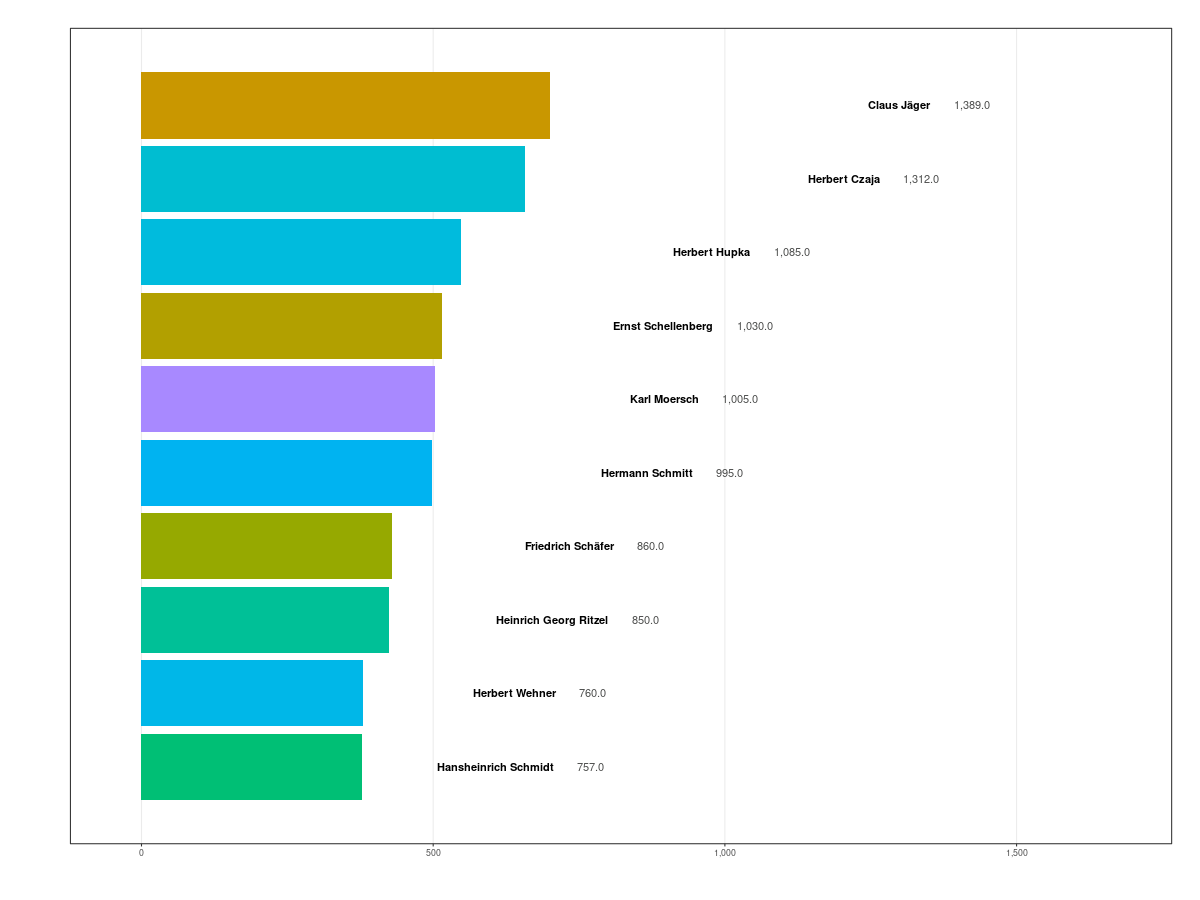 Claus Jäger 1,389.0
Herbert Czaja 1,312.0
Herbert Hupka 1,085.0
Ernst Schellenberg 1,030.0
Karl Moersch 1,005.0
Hermann Schmitt 995.0
Friedrich Schäfer 860.0
Heinrich Georg Ritzel 850.0
Herbert Wehner 760.0
Hansheinrich Schmidt 757.0
0 500 1,000 1,500